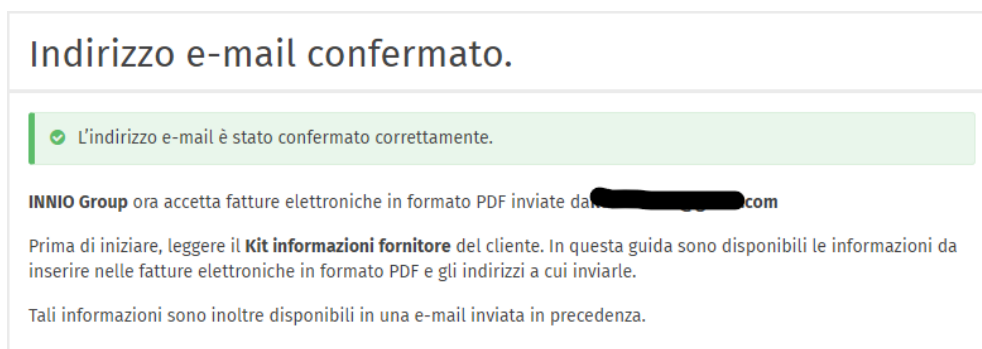 Indirizzo e-mail confermato.
L'indirizzo e-mail è stato confermato correttamente.
INNIO Group ora accetta fatture elettroniche in formato PDF inviate da com
Prima di iniziare, leggere il Kit informazioni fornitore del cliente. In questa guida sono disponibili le informazioni da
inserire nelle fatture elettroniche in formato PDF e gli indirizzi a cui inviarle.
Tali informazioni sono inoltre disponibili in una e-mail inviata in precedenza.